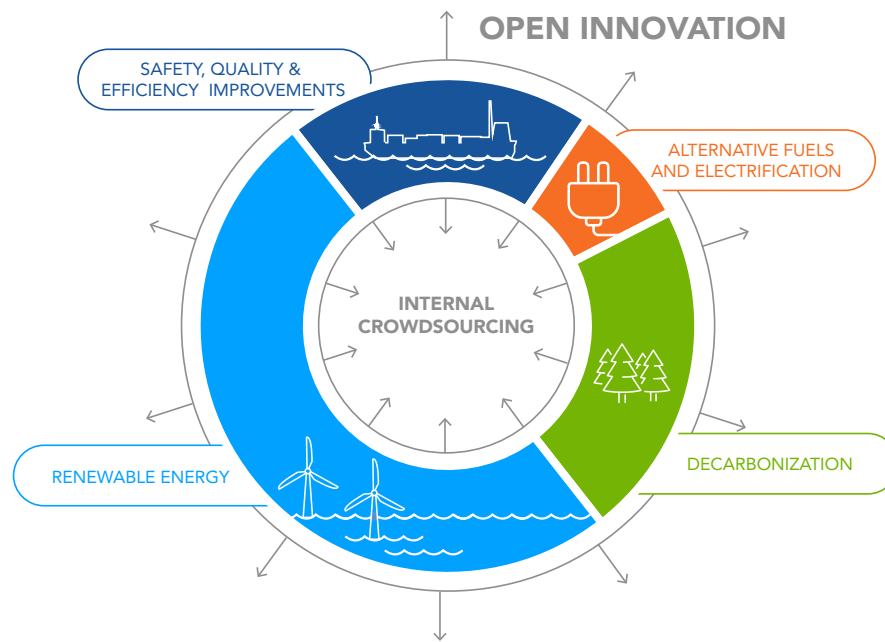 OPEN INNOVATION
SAFETY, QUALITY &
EFFICIENCY IMPROVEMENTS
ALTERNATIVE FUELS
AND ELECTRIFICATION
INTERNAL
CROWDSOURCING
RENEWABLE ENERGY
DECARBONIZATION